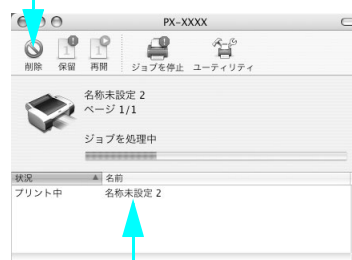 PX-XXXX
削除 保留 再開 ジョブを停止 ユーティリティ
名称未設定 2
ページ 1/1
ジョブを処理中
状況 名前
プリント中 名称未設定 2